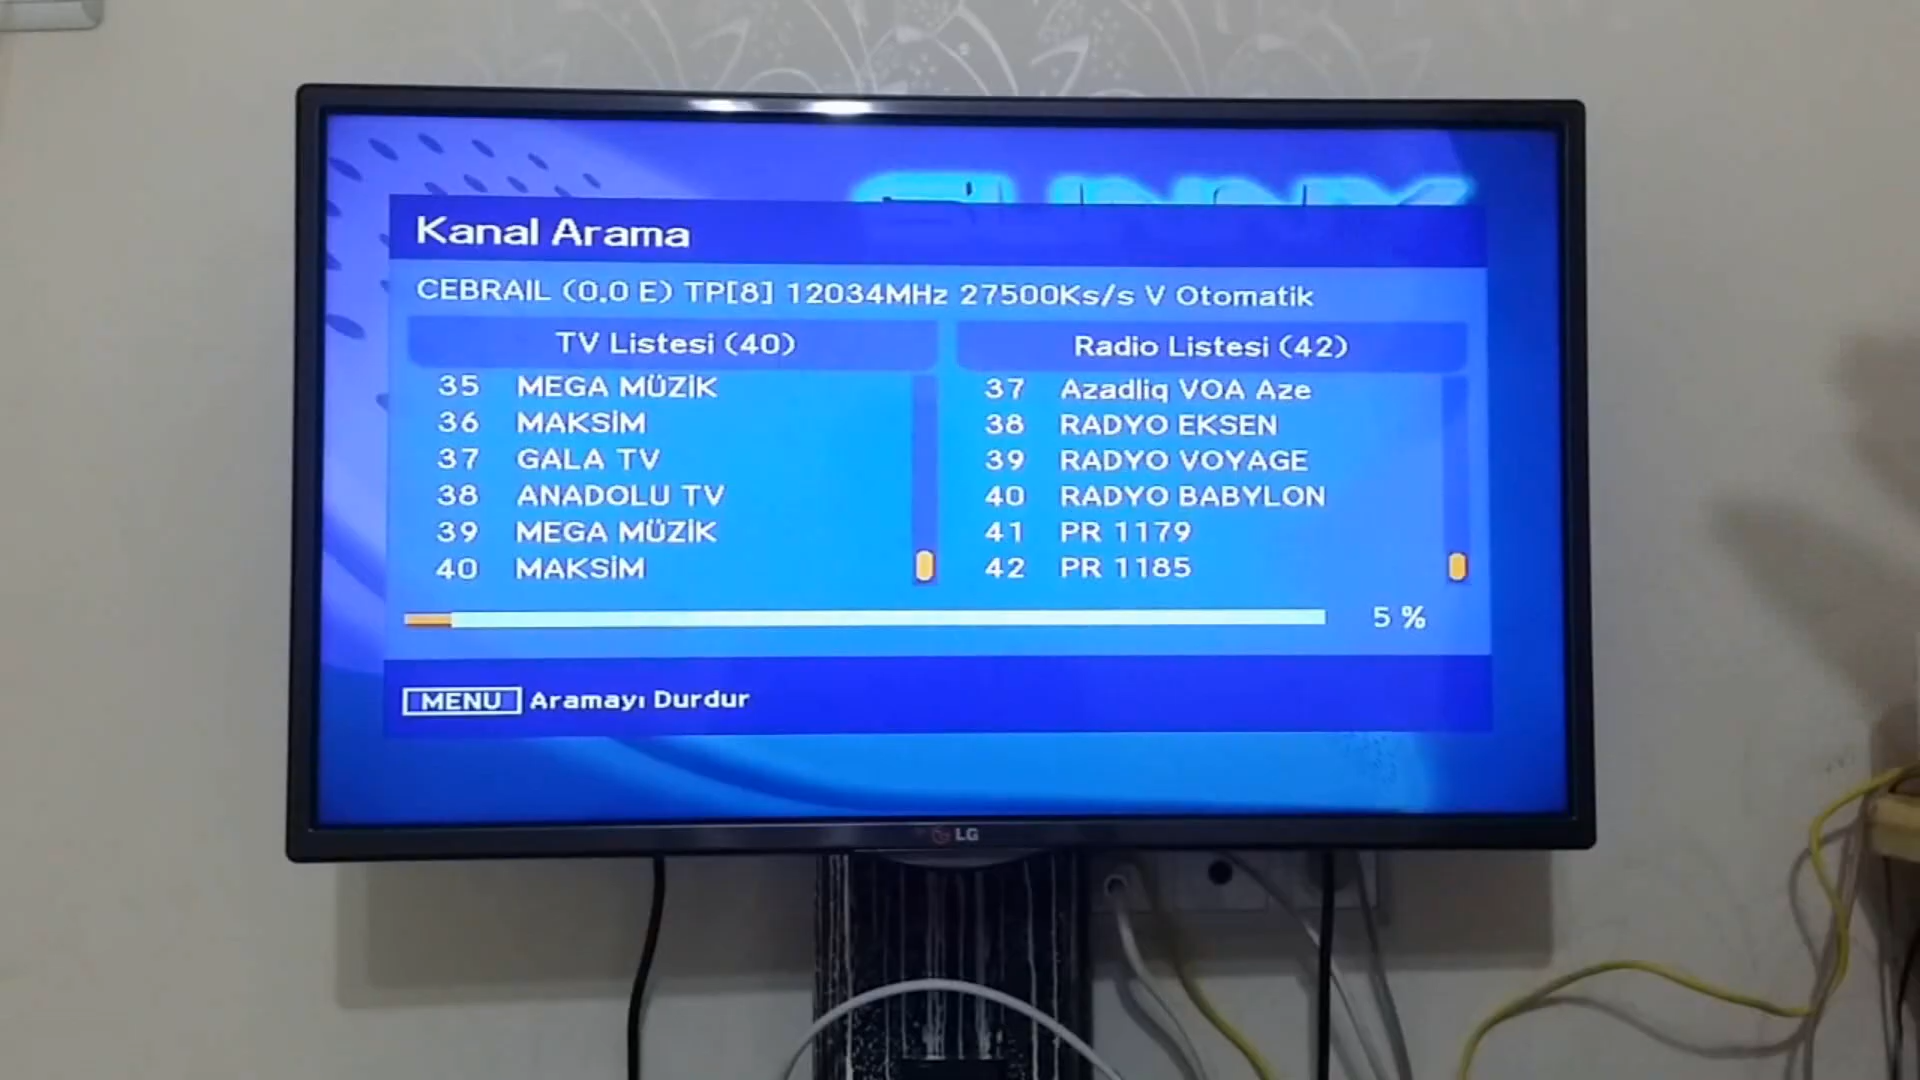 SUNNY
Kanal Arama
CEBRAIL (0.0 E) TP[8] 12034MHz 27500Ks/s V Otomatik
TV Listesi (40)
35 MEGA MÜZİK
36 MAKSİM
37 GALA TV
38 ANADOLU TV
39 MEGA MÜZİK
40 MAKSİM
Radio Listesi (42)
37 Azadliq VOA Aze
38 RADYO EKSEN
39 RADYO VOYAGE
40 RADYO BABYLON
41 PR 1179
42 PR 1185
5 %
MENU Aramayı Durdur
LG